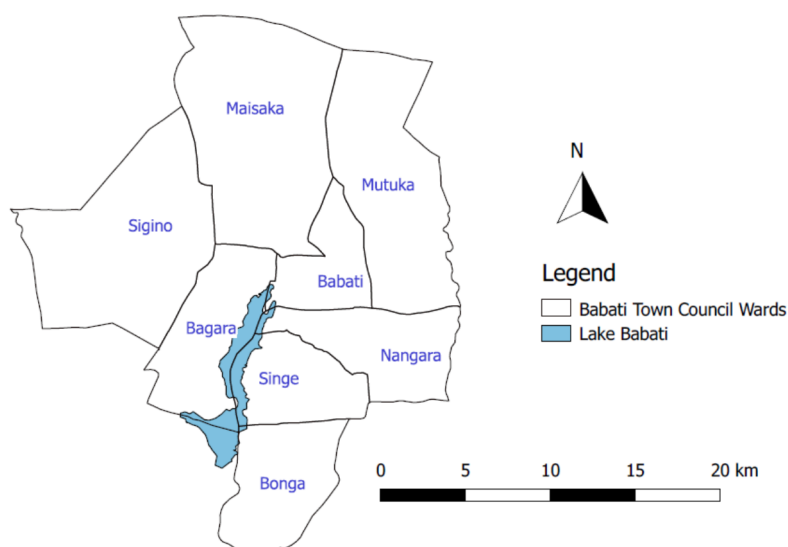 Maisaka
Mutuka
Sigino
Babati
Bagara
Nangara
Singe
Bonga
N
Legend
Babati Town Council Wards
Lake Babati
0 5 10 15 20 km